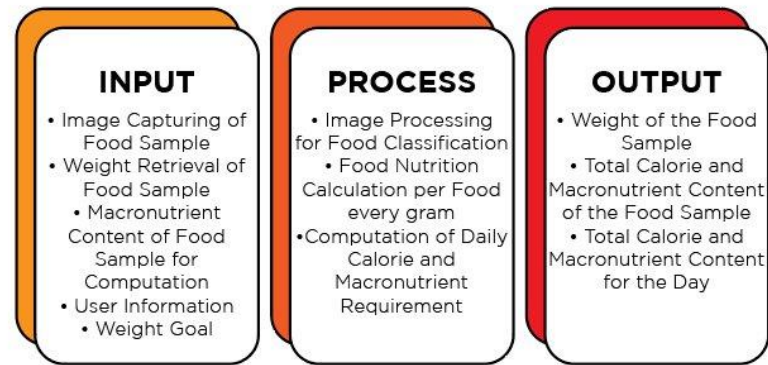 INPUT
• Image Capturing of
Food Sample
• Weight Retrieval of
Food Sample
• Macronutrient
Content of Food
Sample for
Computation
• User Information
• Weight Goal
PROCESS
• Image Processing
for Food Classification
• Food Nutrition
Calculation per Food
every gram
•Computation of Daily
Calorie and
Macronutrient
Requirement
OUTPUT
• Weight of the Food
Sample
• Total Calorie and
Macronutrient Content
of the Food Sample
• Total Calorie and
Macronutrient Content
for the Day